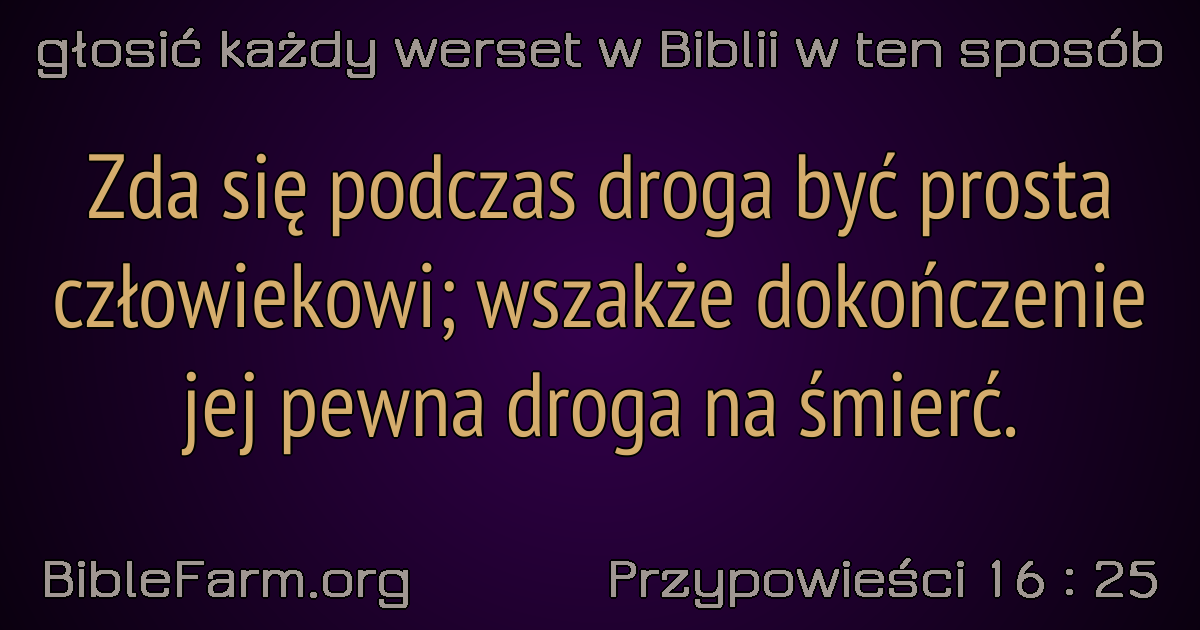 głosić każdy werset w Biblii w ten sposób
Zda się podczas droga być prosta
człowiekowi; wszakże dokończenie
jej pewna droga na śmierć.
BibleFarm.org
Przypowieści 16 : 25